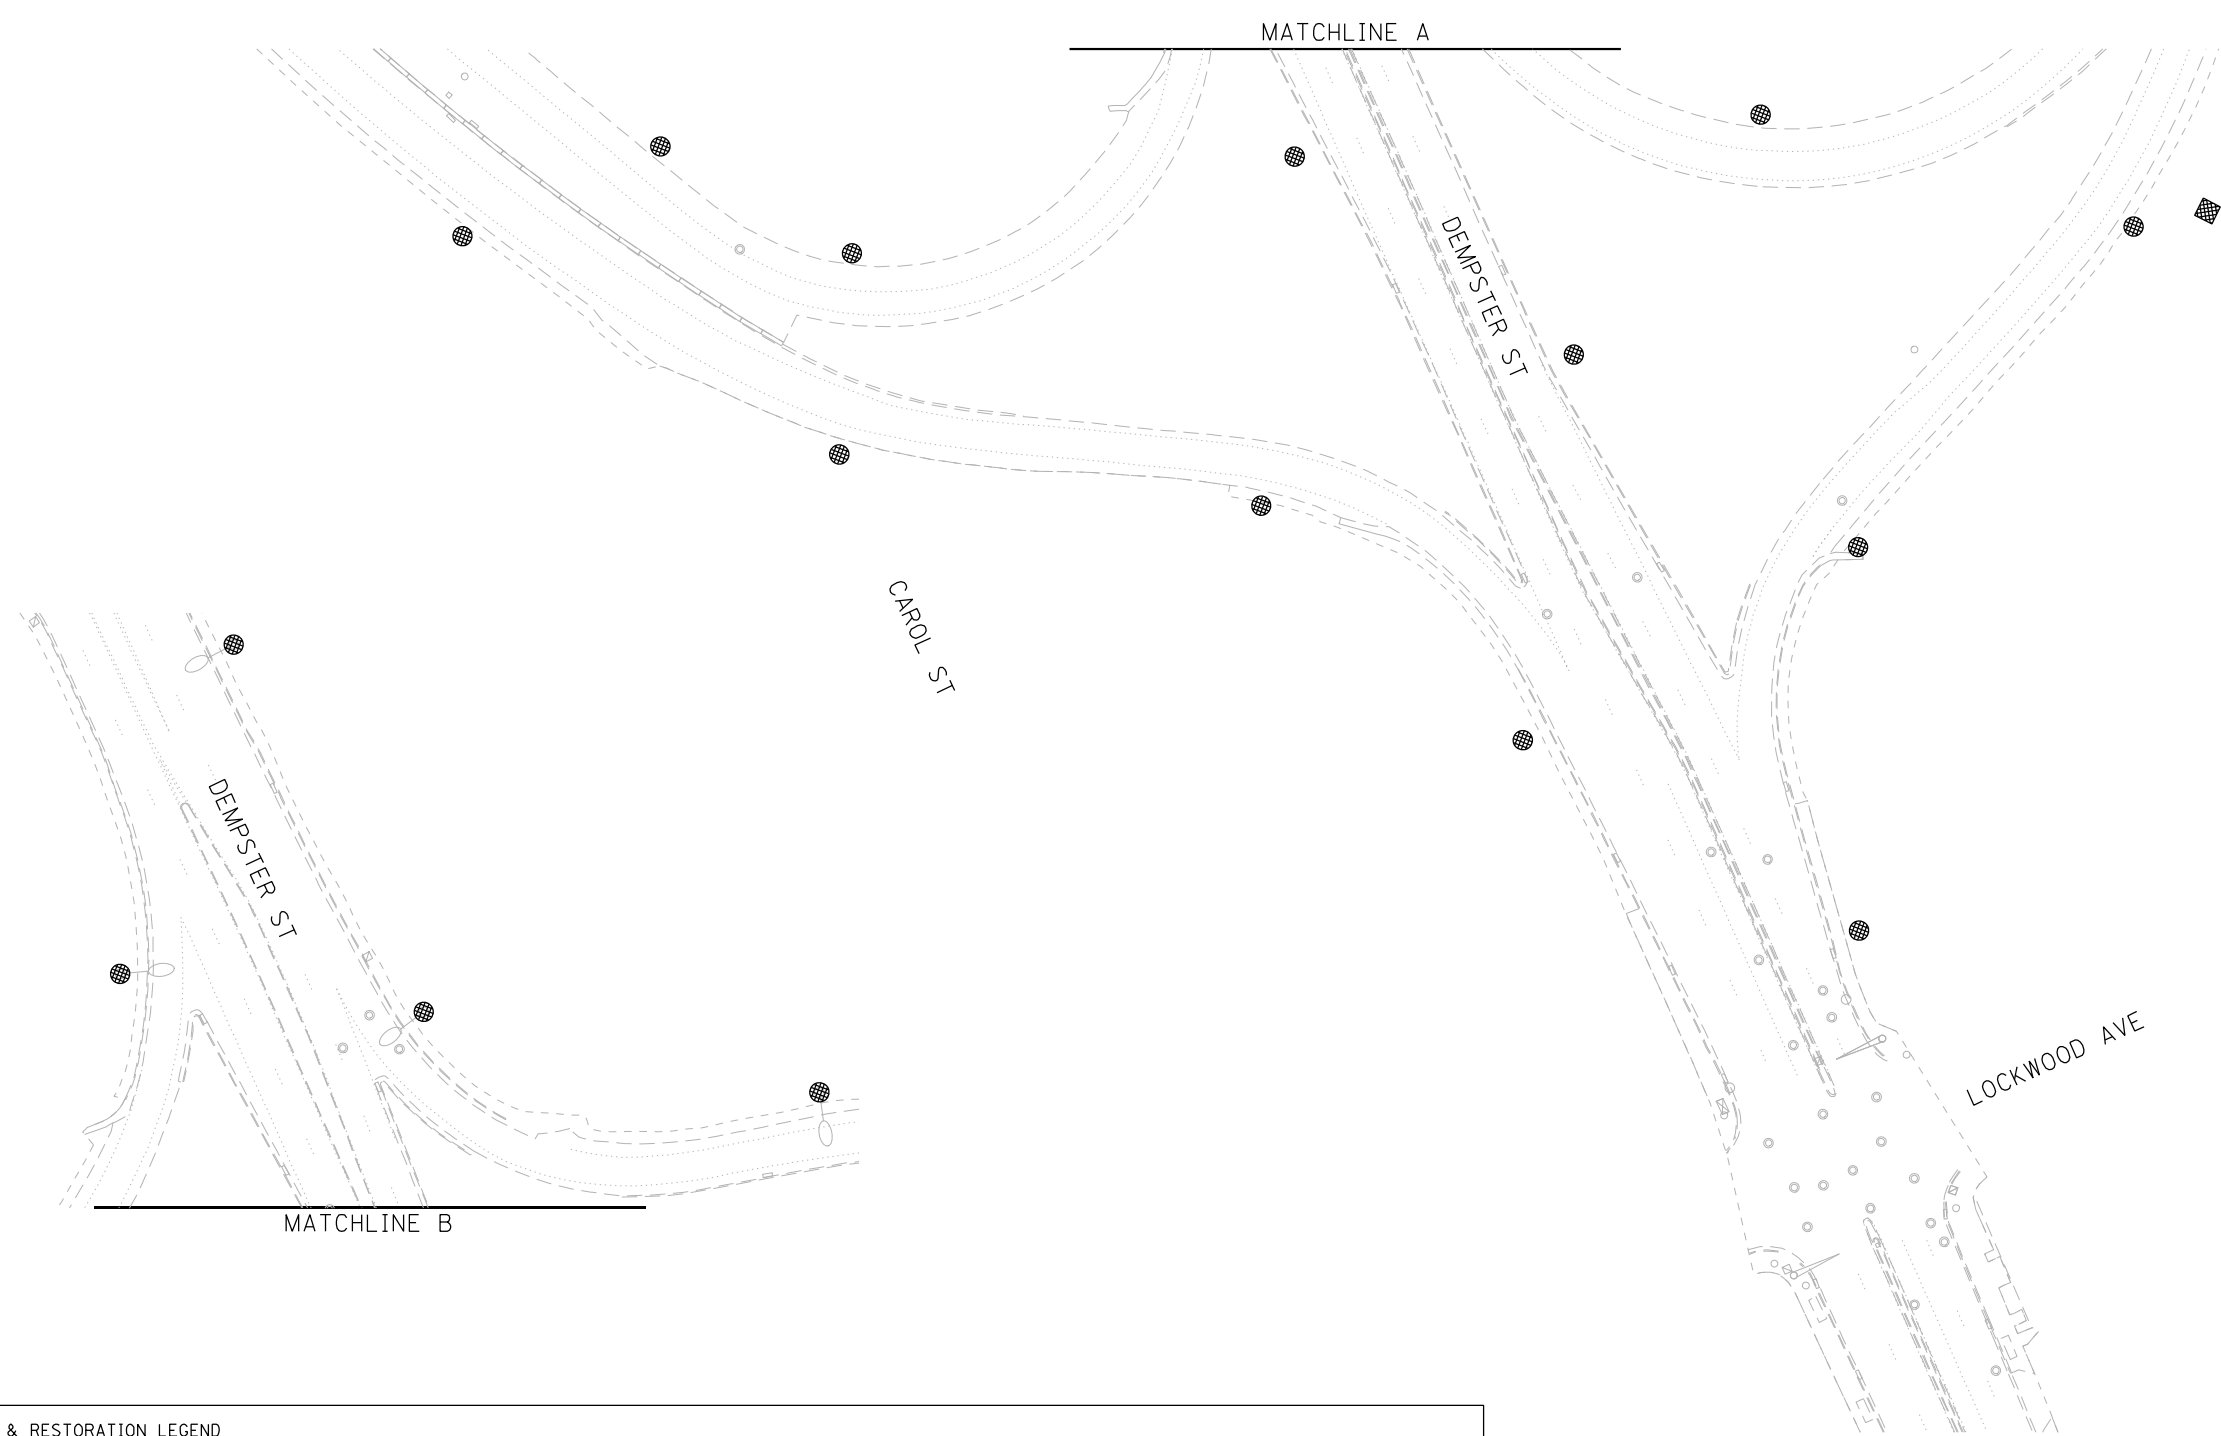 MATCHLINE A
DEMPSTER ST
CAROL ST
DEMPSTER ST
LOCKWOOD AVE
MATCHLINE B
& RESTORATION LEGEND